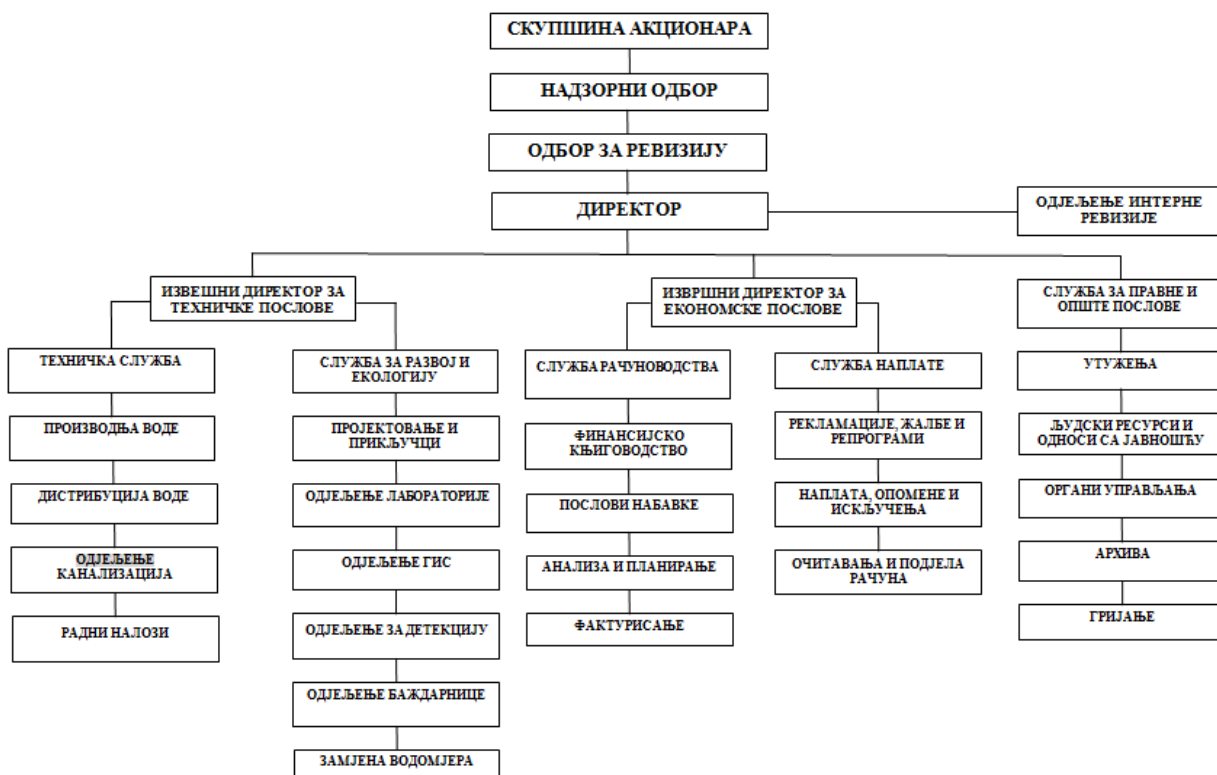 СКУПШИНА АКЦИОНАРА
НАДЗОРНИ ОДБОР
ОДБОР ЗА РЕВИЗИЈУ
ДИРЕКТОР
ОДЈЕЉЕЊЕ ИНТЕРНЕ
РЕВИЗИЈЕ
ИЗВЕШНИ ДИРЕКТОР ЗА
ТЕХНИЧКЕ ПОСЛОВЕ
ИЗВРШНИ ДИРЕКТОР ЗА
ЕКОНОМСКЕ ПОСЛОВЕ
СЛУЖБА ЗА ПРАВНЕ И
ОПШТЕ ПОСЛОВЕ
ТЕХНИЧКА СЛУЖБА
ПРОИЗВОДЊА ВОДЕ
ДИСТРИБУЦИЈА ВОДЕ
ОДЈЕЉЕЊЕ
КАНАЛИЗАЦИЈА
РАДНИ НАЛОЗИ
СЛУЖБА ЗА РАЗВОЈ И
ЕКОЛОГИЈУ
ПРОЈЕКТОВАЊЕ И
ПРИКЉУЧЦИ
ОДЈЕЉЕЊЕ ЛАБОРАТОРИЈЕ
ОДЈЕЉЕЊЕ ГИС
ОДЈЕЉЕЊЕ ЗА ДЕТЕКЦИЈУ
ОДЈЕЉЕЊЕ БАЖДАРНИЦЕ
ЗАМЈЕНА ВОДОМЈЕРА
СЛУЖБА РАЧУНОВОДСТВА
ФИНАНСИЈСКО
КЊИГОВОДСТВО
ПОСЛОВИ НАБАВКЕ
АНАЛИЗА И ПЛАНИРАЊЕ
ФАКТУРИСАЊЕ
СЛУЖБА НАПЛАТЕ
РЕКЛАМАЦИЈЕ, ЖАЛБЕ И
РЕПРОГРАМИ
НАПЛАТА, ОПОМЕНЕ И
ИСКЉУЧЕЊА
ОЧИТАВАЊА И ПОДЈЕЛА
РАЧУНА
УТУЖЕЊА
ЉУДСКИ РЕСУРСИ И
ОДНОСИ СА ЈАВНОШЋУ
ОРГАНИ УПРАВЉАЊА
АРХИВА
ГРИЈАЊЕ